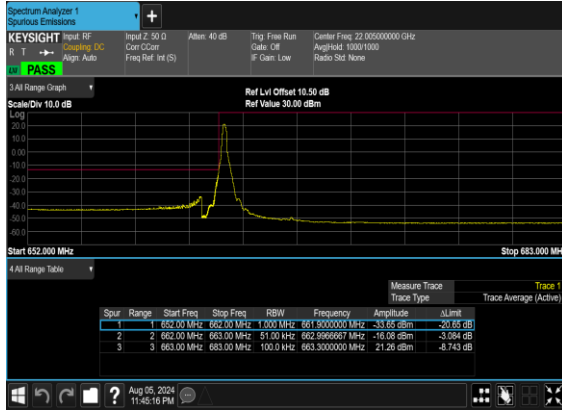 Spectrum Analyzer 1
Spurious Emissions
+
KEYSIGHT Input: RF Input Z: 50 Ω Atten: 40 dB Trig: Free Run Center Freq: 22.005000000 GHz
R T Coupling: DC Corr CCorr Gate: Off Avg|Hold: 1000/1000
Align: Auto Freq Ref: Int (S) IF Gain: Low Radio Std: None
PASS
3 All Range Graph
Ref Lvl Offset 10.50 dB
Scale/Div 10.0 dB Ref Value 30.00 dBm
Log
20.0
10.0
0.00
-10.0
-20.0
-30.0
-40.0
-50.0
-60.0
Start 652.000 MHz Stop 683.000 MH
4 All Range Table
Measure Trace Trace 1
Trace Type Trace Average (Active)
Spur Range Start Freq Stop Freq RBW Frequency Amplitude ΔLimit
1 1 652.00 MHz 662.00 MHz 1.000 MHz 661.9000000 MHz -33.65 dBm -20.65 dB
2 2 662.00 MHz 663.00 MHz 51.00 kHz 662.9966667 MHz -16.08 dBm -3.084 dB
3 3 663.00 MHz 683.00 MHz 100.0 kHz 663.3000000 MHz 21.26 dBm -8.743 dB
? Aug 05, 2024
11:45:16 PM